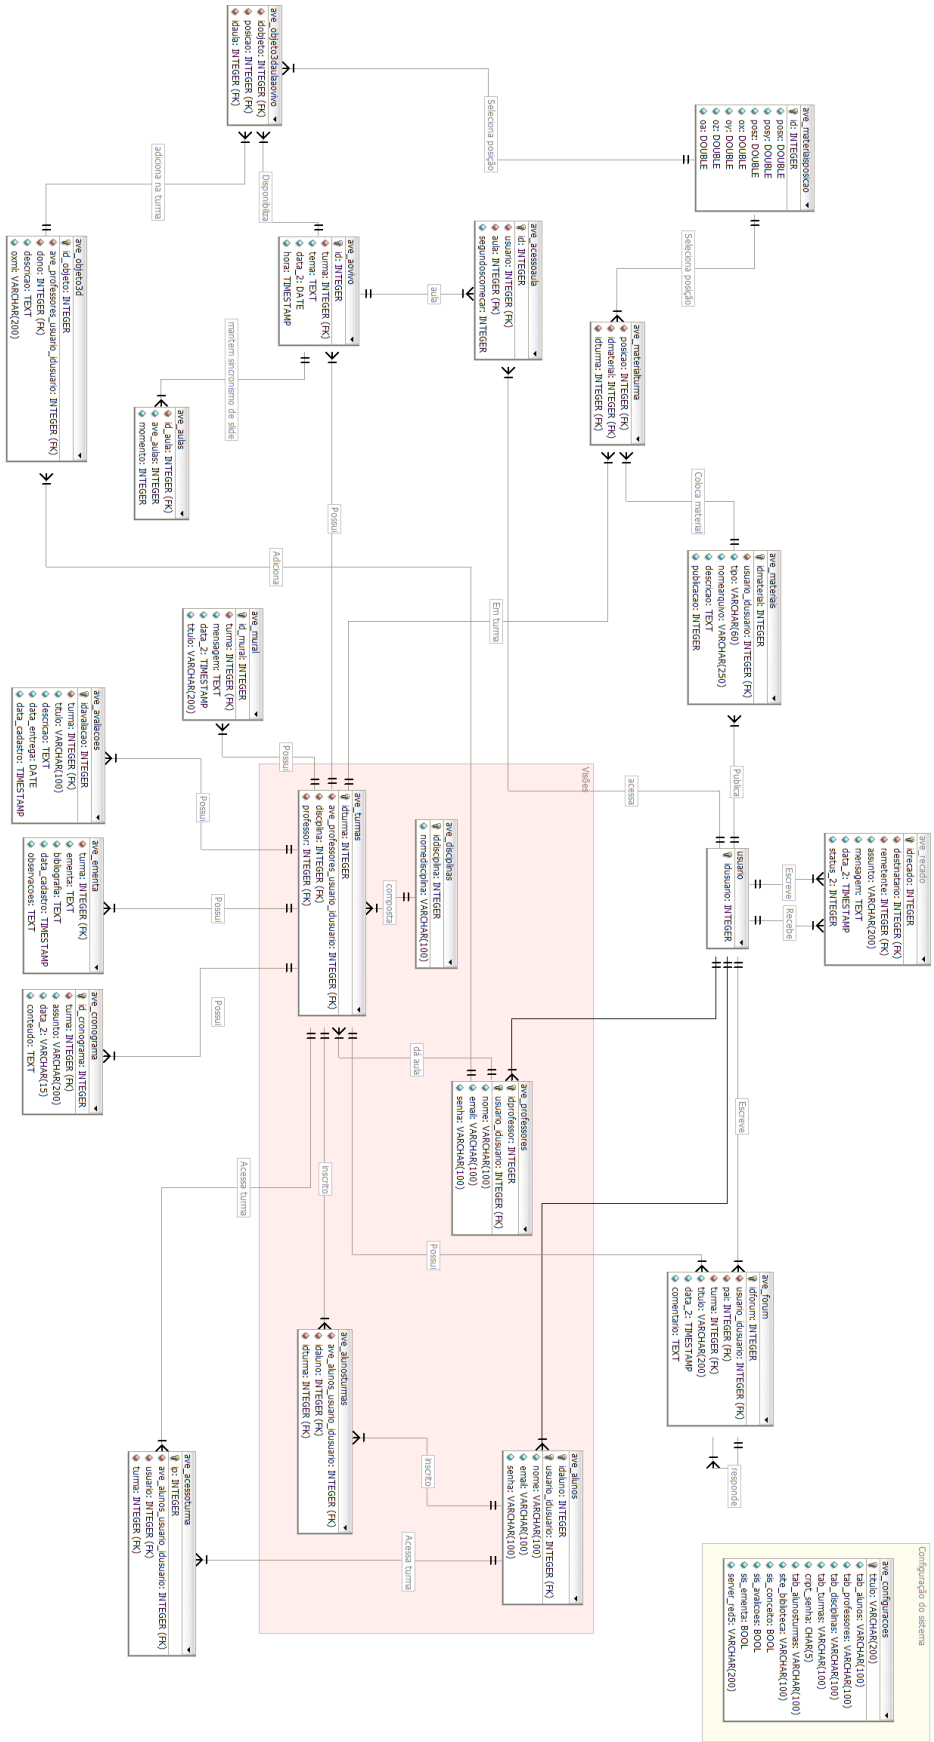 ave_recado
idrecado: INTEGER
destinatario: INTEGER (FK)
remetente: INTEGER (FK)
assunto: VARCHAR(200)
mensagem: TEXT
data_2: TIMESTAMP
status_2: INTEGER
Configuração do sistema
ave_configuracoes
titulo: VARCHAR(200)
tab_alunos: VARCHAR(100)
tab_professores: VARCHAR(100)
tab_disciplinas: VARCHAR(100)
tab_turmas: VARCHAR(100)
cript_senha: CHAR(5)
tab_alunosturmas: VARCHAR(100)
site_biblioteca: VARCHAR(100)
sis_conceito: BOOL
sis_avalicoes: BOOL
sis_ementa: BOOL
server_red5: VARCHAR(200)
ave_materiaisposicao
id: INTEGER
posx: DOUBLE
posy: DOUBLE
posz: DOUBLE
ox: DOUBLE
oy: DOUBLE
oz: DOUBLE
oa: DOUBLE
Escreve
Recebe
ave_materiais
idmaterial: INTEGER
usuario_idusuario: INTEGER (FK)
tipo: VARCHAR(60)
nomearquivo: VARCHAR(250)
descricao: TEXT
publicacao: INTEGER
Publica
usuario
idusuario: INTEGER
Escreve
ave_forum
idforum: INTEGER
usuario_idusuario: INTEGER (FK)
pai: INTEGER (FK)
turma: INTEGER (FK)
titulo: VARCHAR(200)
data_2: TIMESTAMP
comentario: TEXT
responde
Seleciona posição
Coloca material
ave_materialturma
posicao: INTEGER (FK)
idmaterial: INTEGER (FK)
idturma: INTEGER (FK)
acessa
Visões
ave_alunos
idaluno: INTEGER
usuario_idusuario: INTEGER (FK)
nome: VARCHAR(100)
email: VARCHAR(100)
senha: VARCHAR(100)
ave_acessoaula
id: INTEGER
usuario: INTEGER (FK)
aula: INTEGER (FK)
segundoscomecar: INTEGER
ave_professores
idprofessor: INTEGER
usuario_idusuario: INTEGER (FK)
nome: VARCHAR(100)
email: VARCHAR(100)
senha: VARCHAR(100)
Seleciona posição
Em turma
ave_disciplinas
iddisciplina: INTEGER
nomedisciplina: VARCHAR(100)
aula
Possui
inscrito
dá aula
Acessa turma
composta
ave_aovivo
id: INTEGER
turma: INTEGER (FK)
tema: TEXT
data_2: DATE
hora: TIMESTAMP
ave_turmas
idturma: INTEGER
ave_professores_usuario_idusuario: INTEGER (FK)
disciplina: INTEGER (FK)
professor: INTEGER (FK)
ave_alunosturmas
ave_alunos_usuario_idusuario: INTEGER (FK)
idaluno: INTEGER (FK)
idturma: INTEGER (FK)
Possui
inscrito
ave_objeto3daulaaovivo
idobjeto: INTEGER (FK)
posicao: INTEGER (FK)
idaula: INTEGER (FK)
Disponibiliza
Adiciona
Possui
ave_mural
id_mural: INTEGER
turma: INTEGER (FK)
mensagem: TEXT
data_2: TIMESTAMP
titulo: VARCHAR(200)
mantem sincronismo de slide
Acessa turma
Possui
Possui
Possui
ave_aulas
id_aula: INTEGER (FK)
ave_aulas: INTEGER
momento: INTEGER
ave_acessoturma
ip: INTEGER
ave_alunos_usuario_idusuario: INTEGER (FK)
usuario: INTEGER (FK)
turma: INTEGER (FK)
adiciona na turma
ave_objeto3d
id_objeto: INTEGER
ave_professores_usuario_idusuario: INTEGER (FK)
dono: INTEGER (FK)
descricao: TEXT
oxml: VARCHAR(200)
ave_avaliacoes
idavaliacao: INTEGER
turma: INTEGER (FK)
titulo: VARCHAR(100)
descricao: TEXT
data_entrega: DATE
data_cadastro: TIMESTAMP
ave_ementa
turma: INTEGER (FK)
ementa: TEXT
bibliografia: TEXT
data_cadastro: TIMESTAMP
observacoes: TEXT
ave_cronograma
id_cronograma: INTEGER
turma: INTEGER (FK)
assunto: VARCHAR(200)
data_2: VARCHAR(15)
conteudo: TEXT